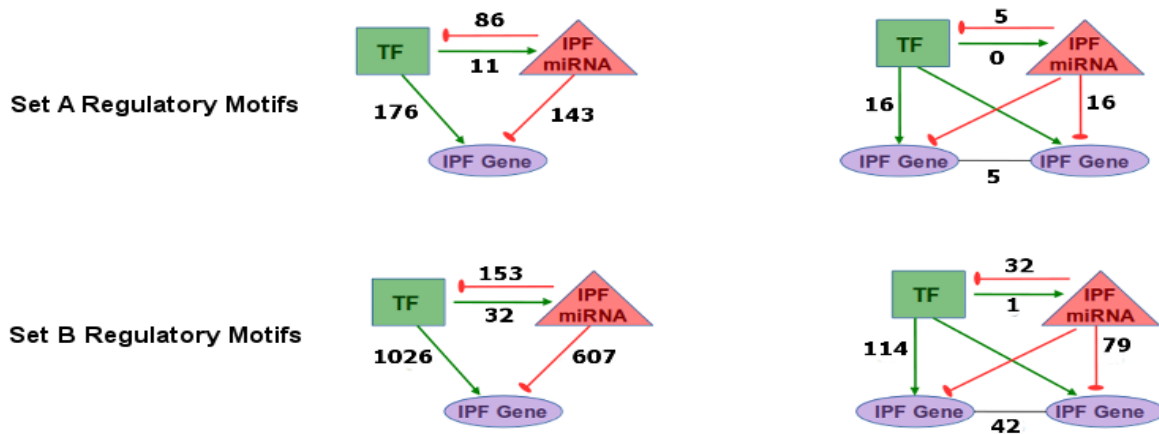 86
TF
IPF
miRNA
11
176
143
IPF Gene
5
TF
IPF
miRNA
0
16
16
IPF Gene
IPF Gene
5
Set A Regulatory Motifs
153
TF
IPF
miRNA
32
1026
607
IPF Gene
32
TF
IPF
miRNA
1
114
79
IPF Gene
IPF Gene
42
Set B Regulatory Motifs